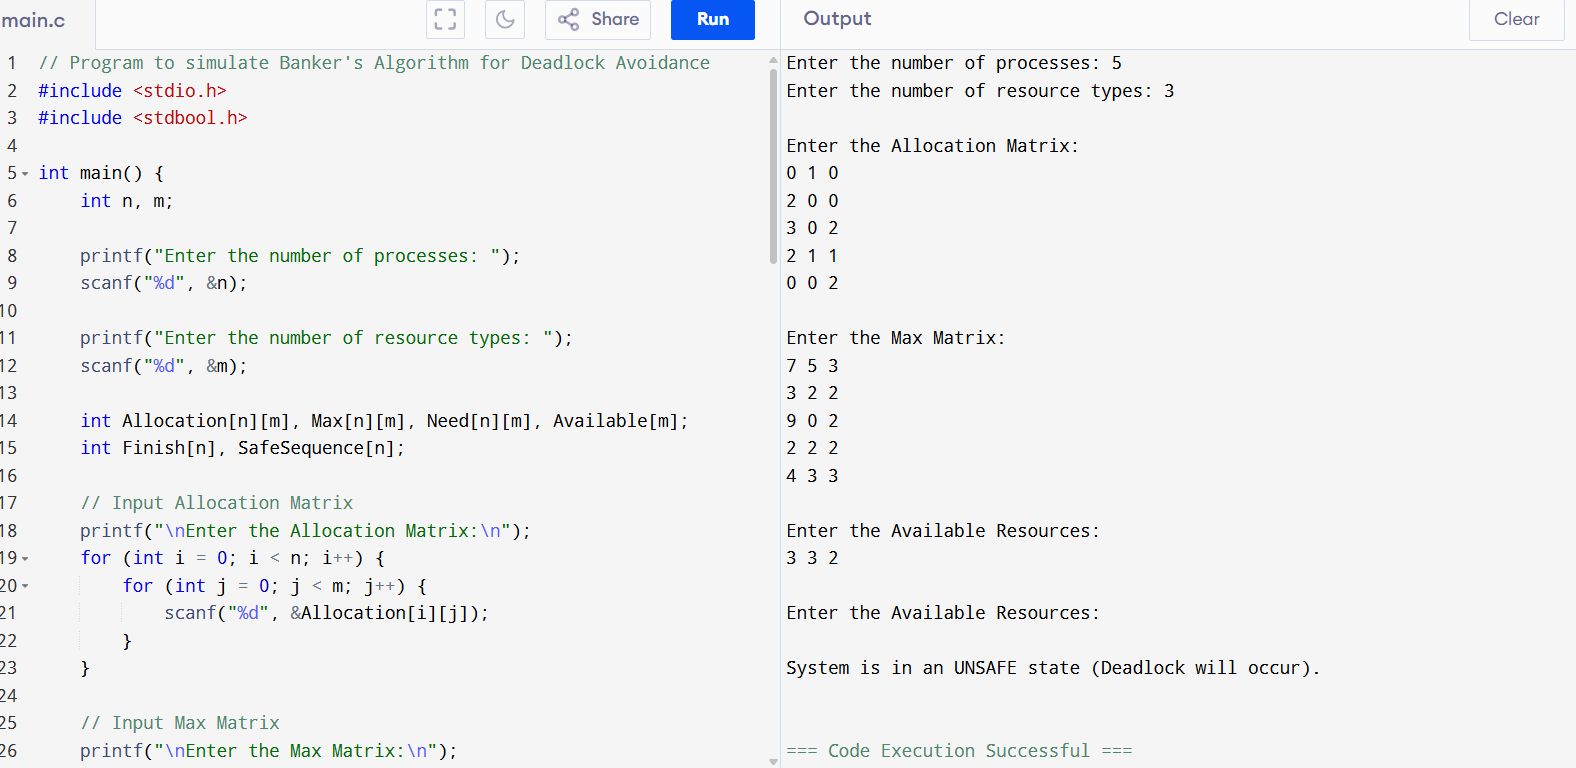 main.c
Share
Run
Output
Clear
1 // Program to simulate Banker's Algorithm for Deadlock Avoidance
2 #include <stdio.h>
3 #include <stdbool.h>
4
5 int main() {
6     int n, m;
7
8     printf("Enter the number of processes: ");
9     scanf("%d", &n);
10
11     printf("Enter the number of resource types: ");
12     scanf("%d", &m);
13
14     int Allocation[n][m], Max[n][m], Need[n][m], Available[m];
15     int Finish[n], SafeSequence[n];
16
17     // Input Allocation Matrix
18     printf("\nEnter the Allocation Matrix:\n");
19     for (int i = 0; i < n; i++) {
20         for (int j = 0; j < m; j++) {
21             scanf("%d", &Allocation[i][j]);
22         }
23     }
24
25     // Input Max Matrix
26     printf("\nEnter the Max Matrix:\n");
Enter the number of processes: 5
Enter the number of resource types: 3
Enter the Allocation Matrix:
0 1 0
2 0 0
3 0 2
2 1 1
0 0 2
Enter the Max Matrix:
7 5 3
3 2 2
9 0 2
2 2 2
4 3 3
Enter the Available Resources:
3 3 2
Enter the Available Resources:
System is in an UNSAFE state (Deadlock will occur).
=== Code Execution Successful ===